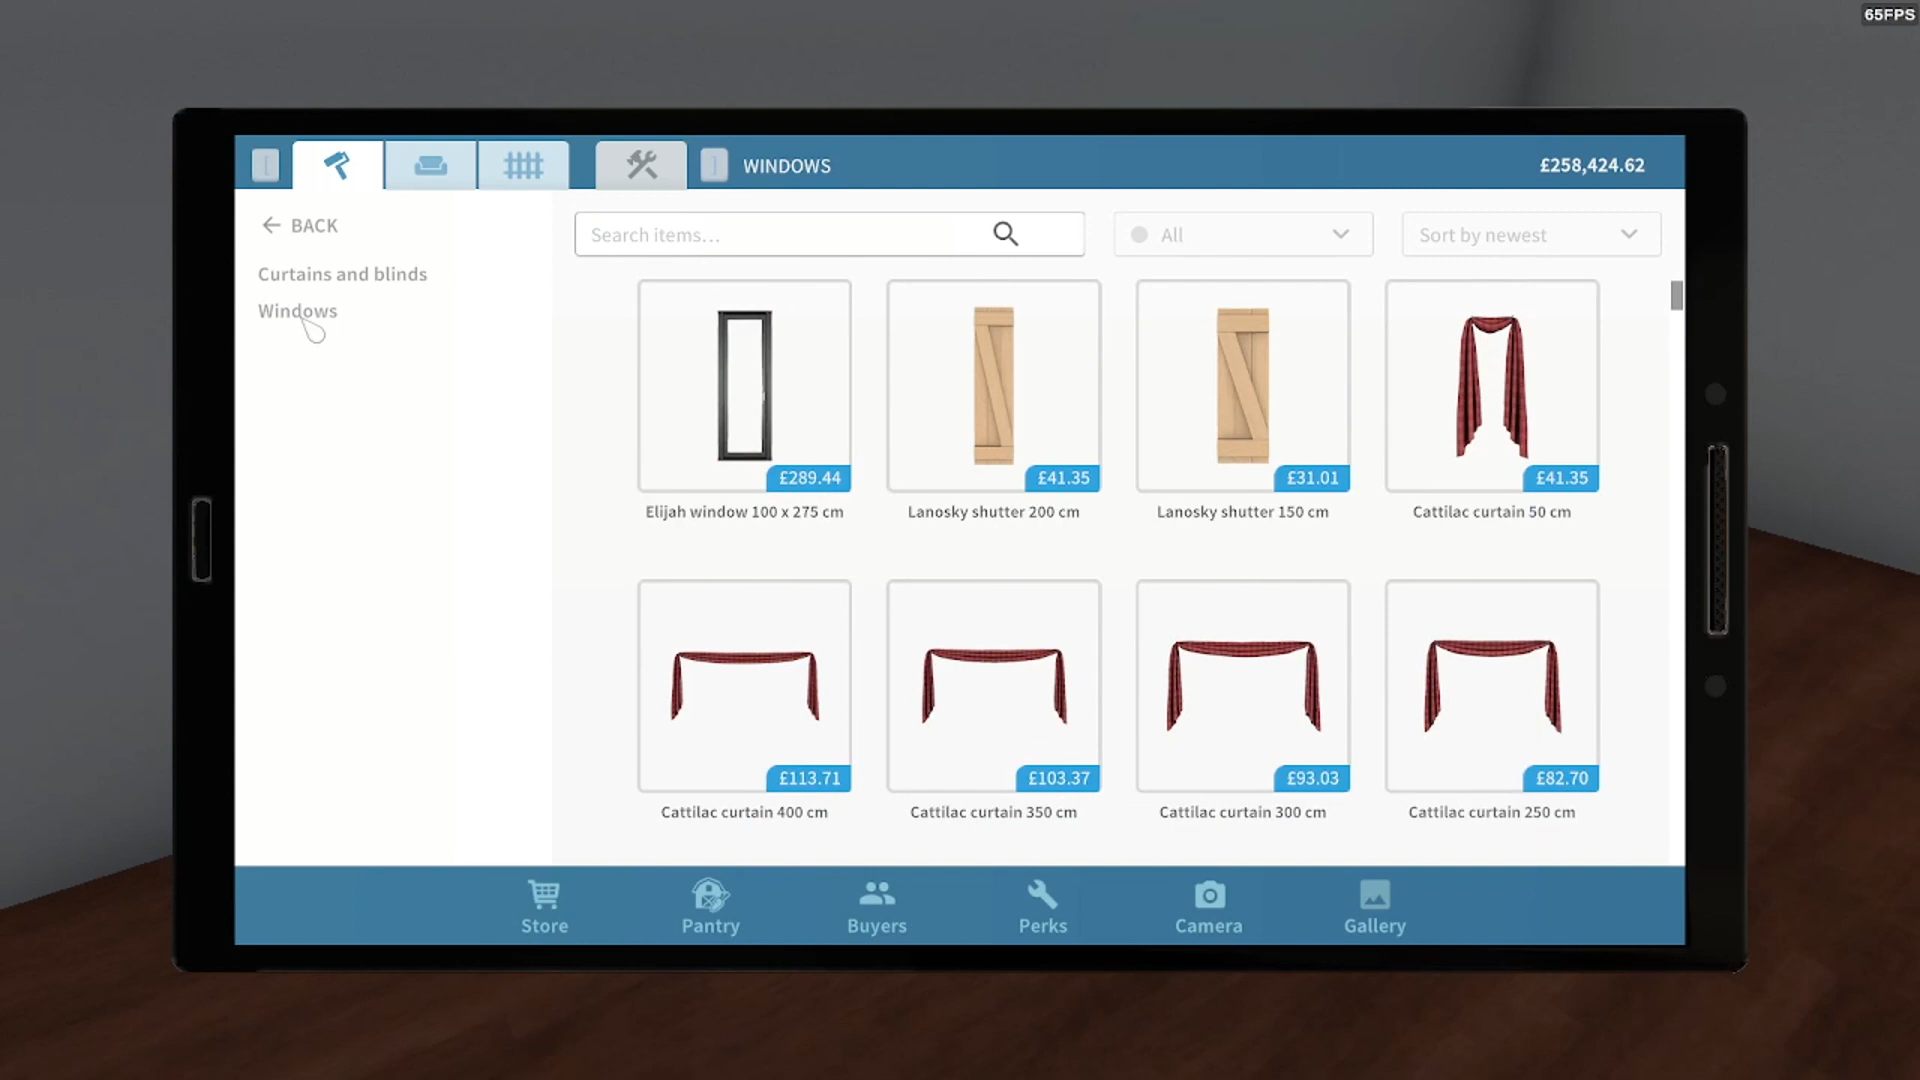 65FPS
WINDOWS
£258,424.62
BACK
Curtains and blinds
Windows
Search items...
All
Sort by newest
£289.44
£41.35
£31.01
£41.35
Elijah window 100 x 275 cm
Lanosky shutter 200 cm
Lanosky shutter 150 cm
Cattilac curtain 50 cm
£113.71
£103.37
£93.03
£82.70
Cattilac curtain 400 cm
Cattilac curtain 350 cm
Cattilac curtain 300 cm
Cattilac curtain 250 cm
Store
Pantry
Buyers
Perks
Camera
Gallery